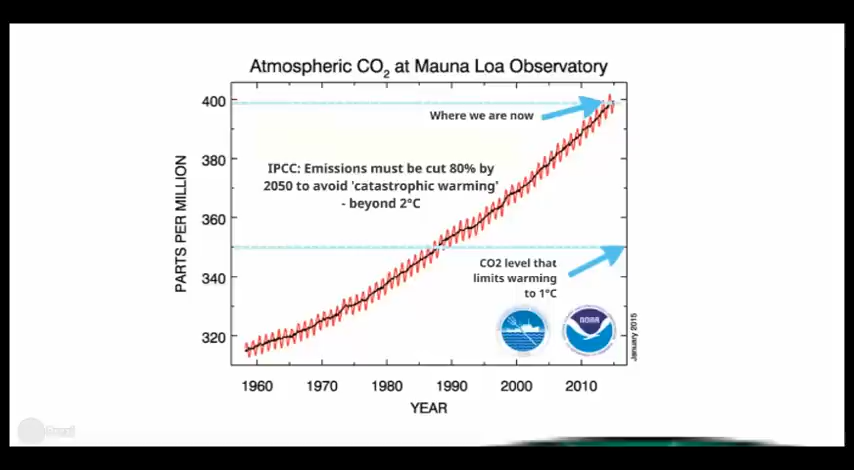 Atmospheric CO2 at Mauna Loa Observatory
400
Where we are now
380
IPCC: Emissions must be cut 80% by
2050 to avoid 'catastrophic warming'
- beyond 2°C
360
PARTS PER MILLION
CO2 level that
limits warming
to 1°C
340
NOAA
320
January 2015
1960 1970 1980 1990 2000 2010
YEAR